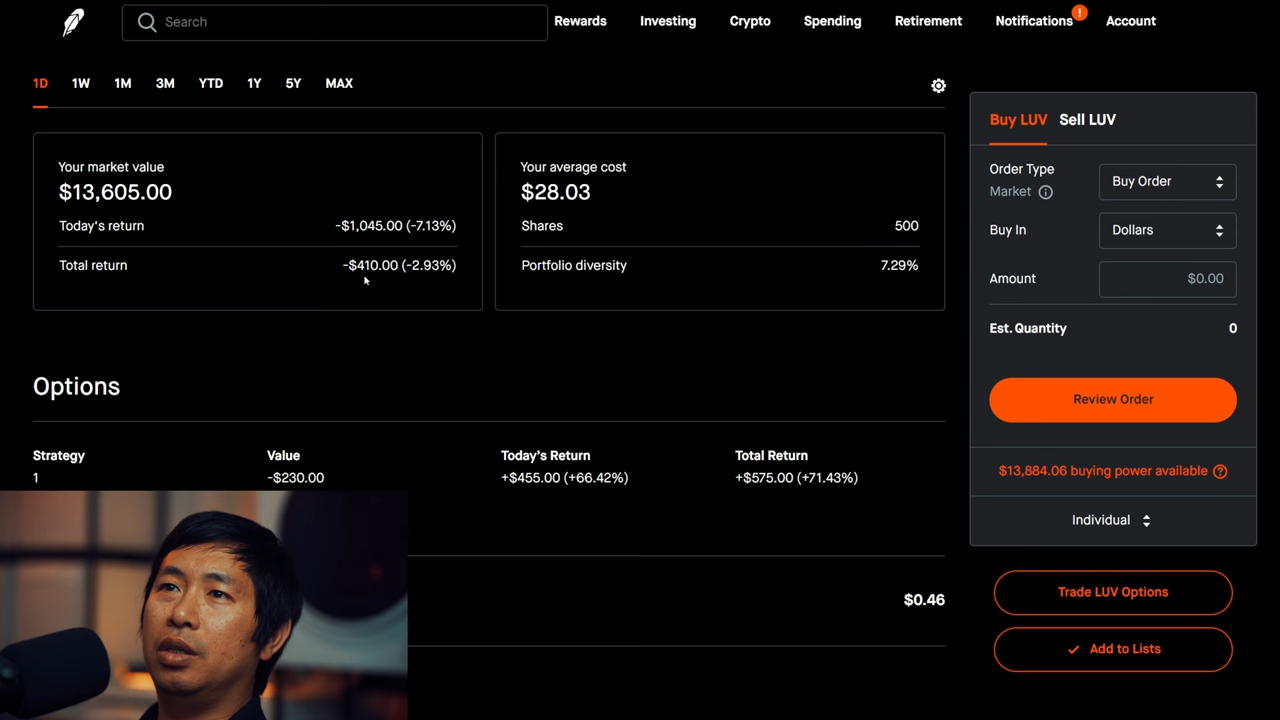 Search
Rewards
Investing
Crypto
Spending
Retirement
Notifications
!
Account
1D
1W
1M
3M
YTD
1Y
5Y
MAX
Your market value
$13,605.00
Today's return
-$1,045.00 (-7.13%)
Total return
-$410.00 (-2.93%)
Your average cost
$28.03
Shares
500
Portfolio diversity
7.29%
Buy LUV
Sell LUV
Order Type
Market
Buy Order
Buy In
Dollars
Amount
$0.00
Est. Quantity
0
Review Order
$13,884.06 buying power available
Individual
Trade LUV Options
Add to Lists
Options
Strategy
Value
Today's Return
Total Return
1
-$230.00
+$455.00 (+66.42%)
+$575.00 (+71.43%)
$0.46